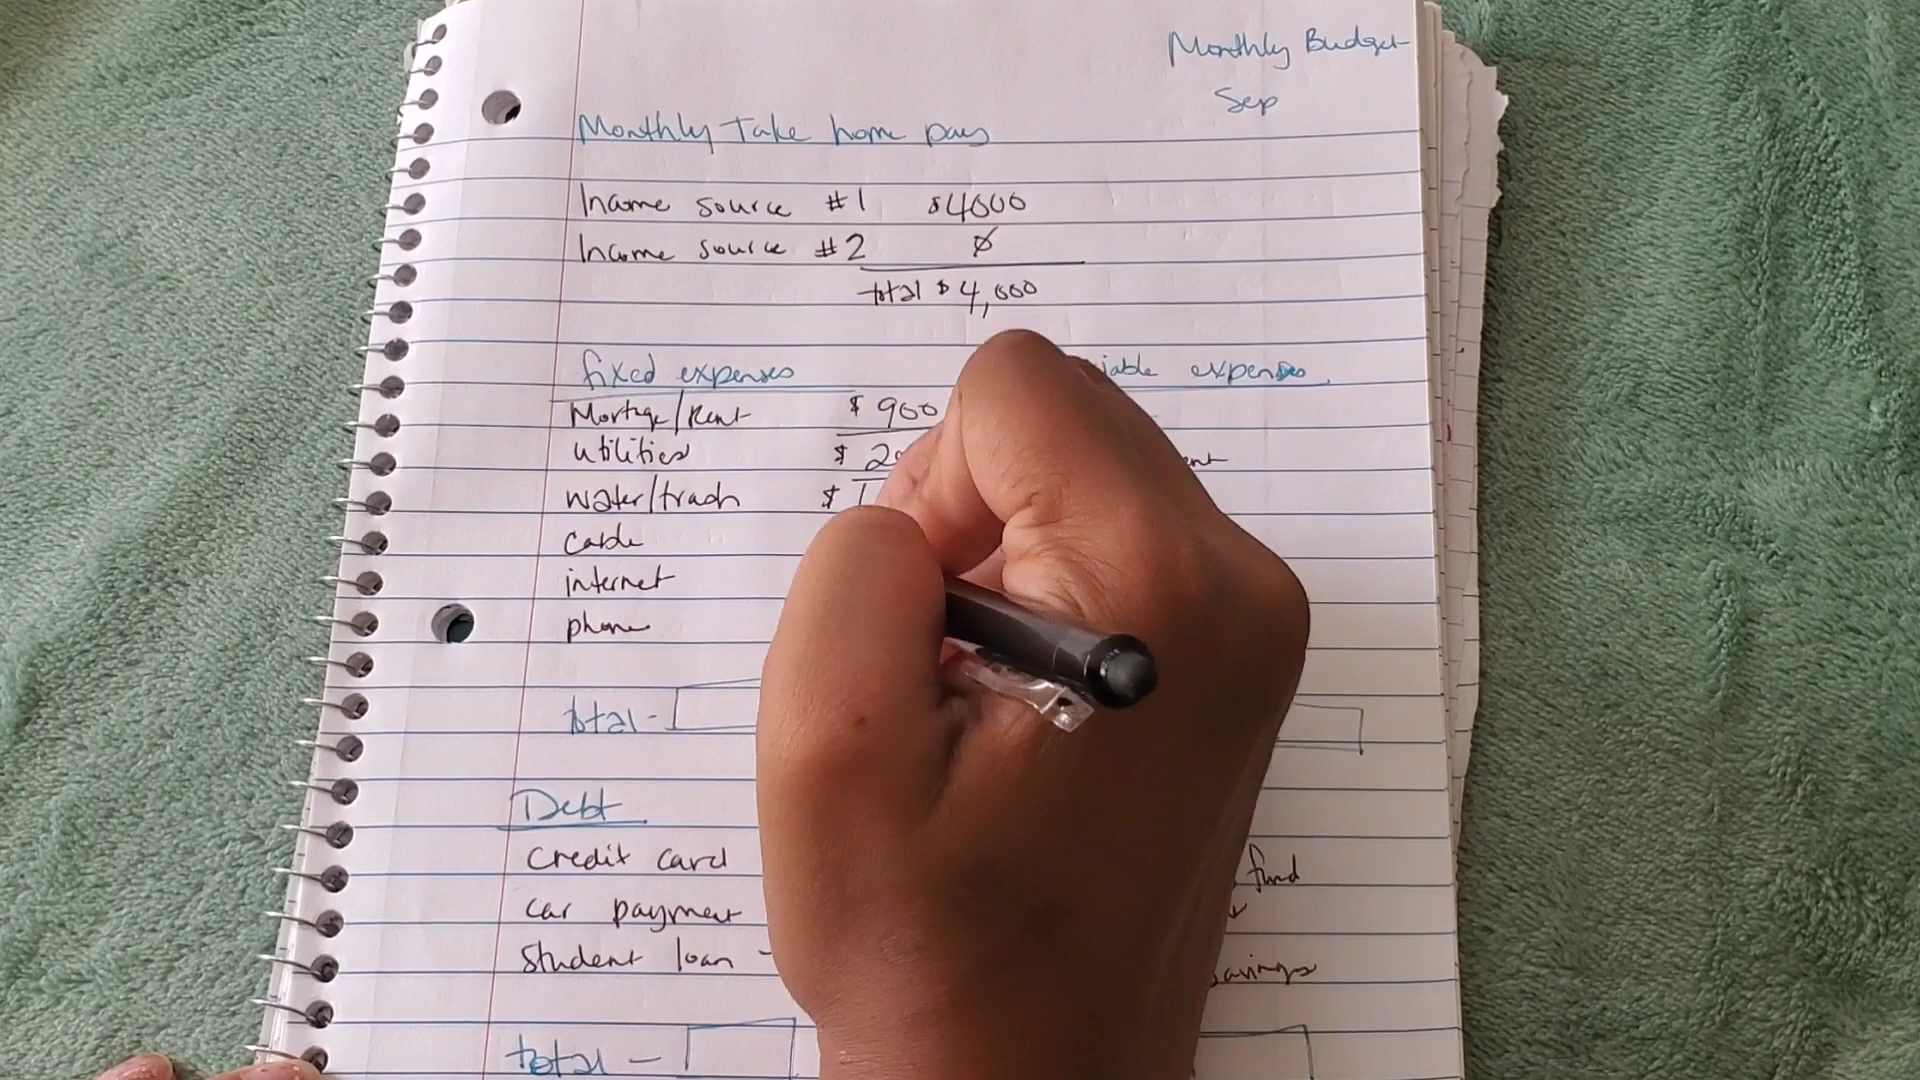 Monthly Budget
Sep
Monthly Take home pay
Income source #1 $4000
Income source #2 ∅
total $4,000
fixed expenses
expenses
Mortge/Rent $ 900
utilities $
water/trash $
cable
internet
phone
total -
Debt
credit card
fund
car payment
student loan -
savings
total -